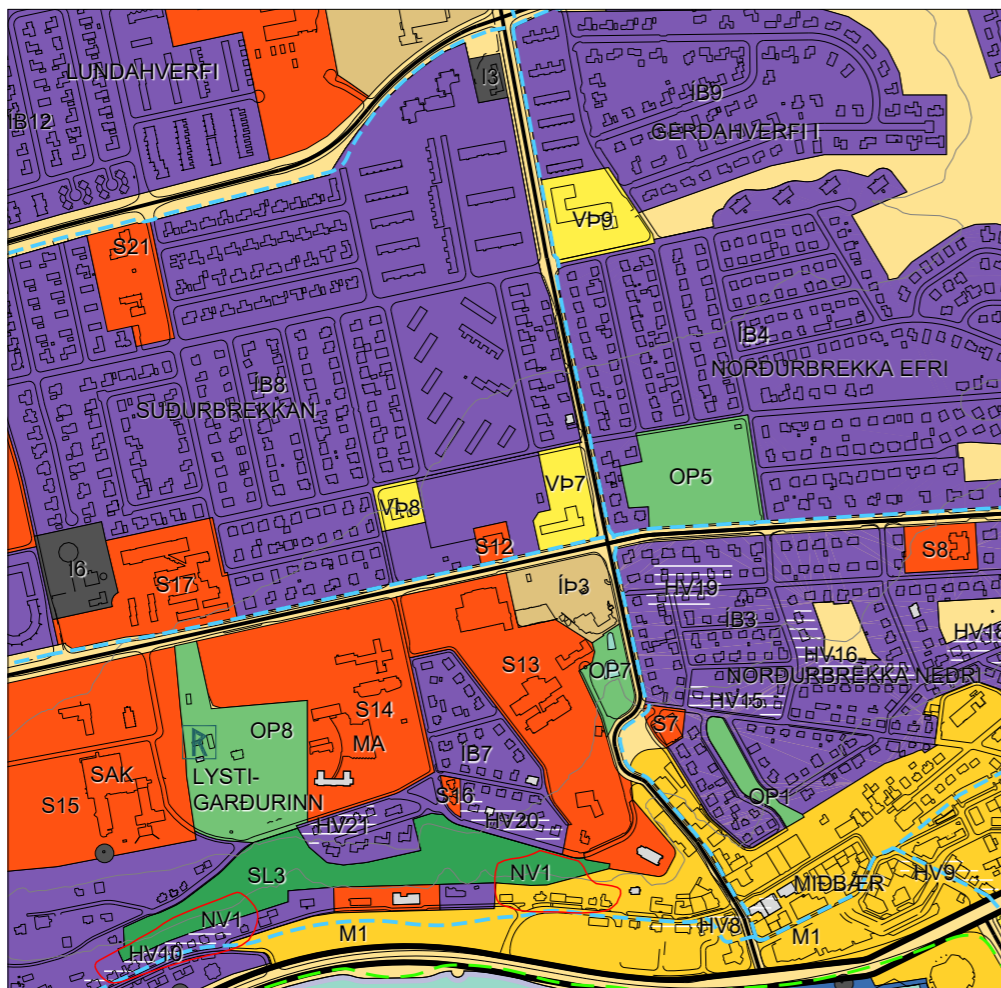 LUNDAHVERFI
I3
ÍB9
ÍB12
GERÐAHVERFI I
VÞ9
S21
ÍB4
NORÐURBREKKA EFRI
ÍB8
SUÐURBREKKAN
OP5
VÞ7
VÞ8
S12
S8
I6
S17
ÍÞ3
HV19
ÍB3
HV18
HV16
S13
OP7
NORÐURBREKKA NEÐRI
HV15
S14
OP8
S7
MA
ÍB7
SAK
LYSTI-
GARÐURINN
S15
S16
OP1
HV21
HV20
SL3
NV1
MIÐBÆR
HV9
NV1
HV8
M1
M1
HV10